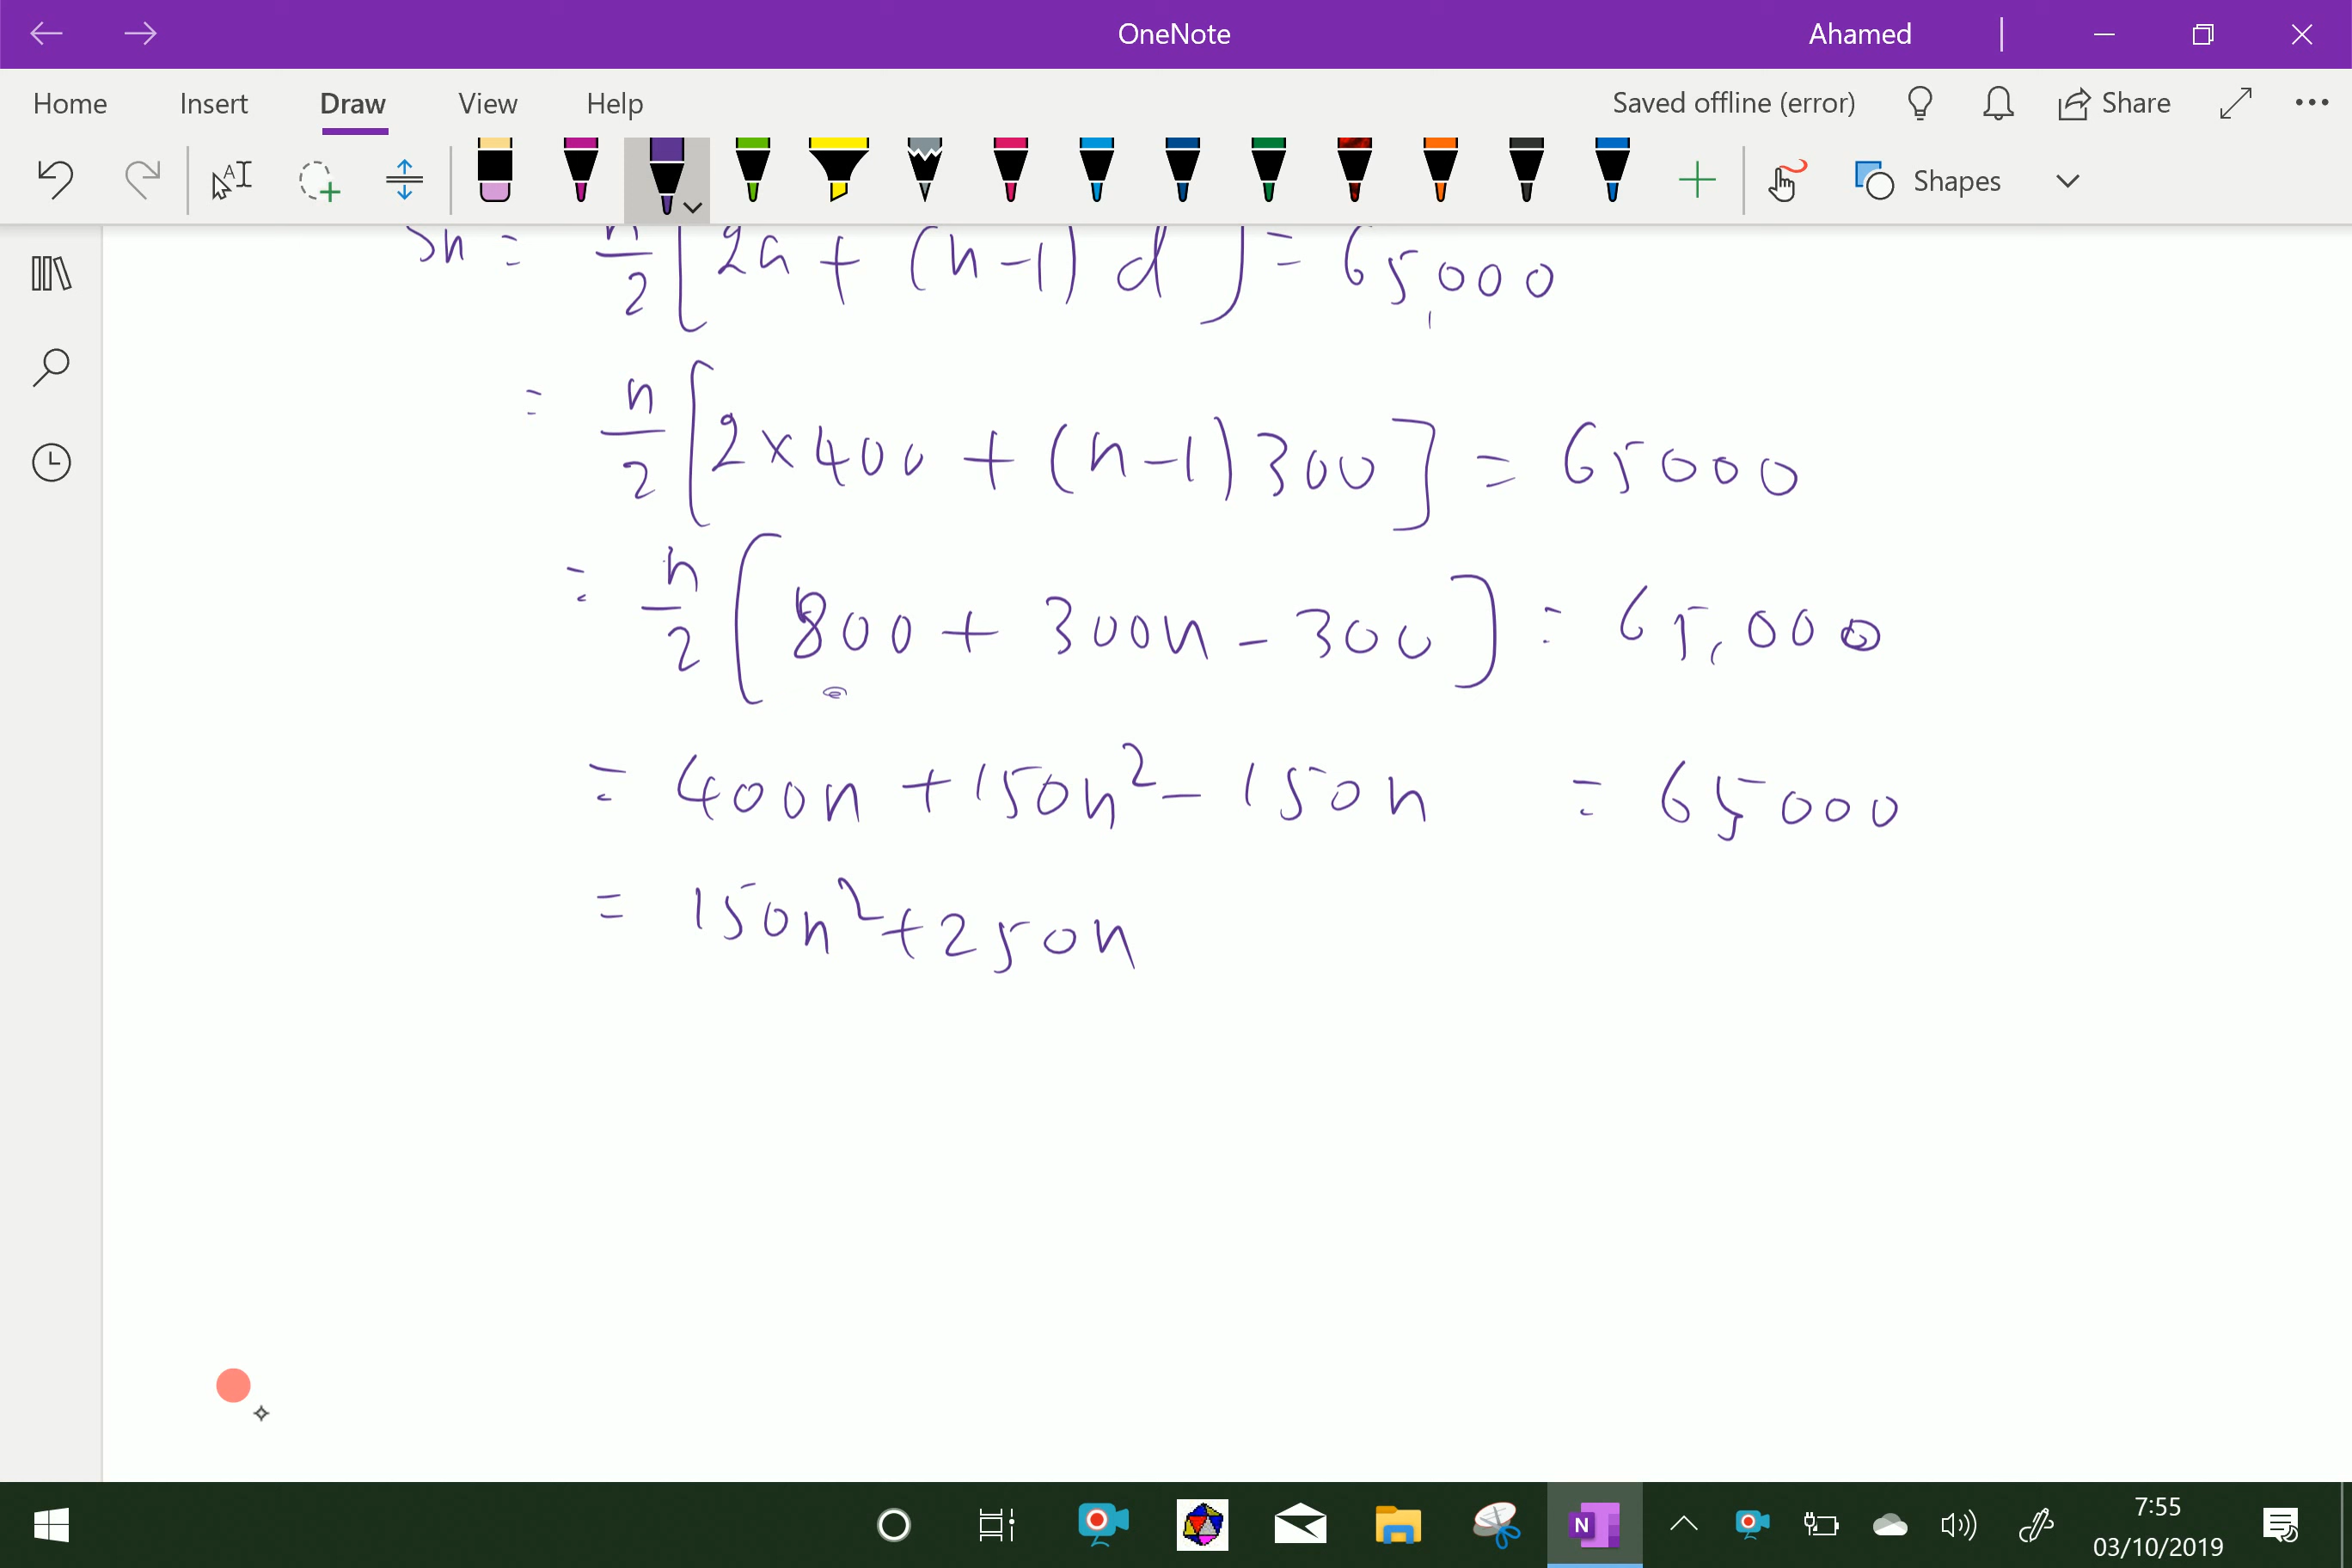 OneNote
Ahamed
Home Insert Draw View Help
Saved offline (error) Share
Shapes
Sn = n/2 [2a + (n-1) d] = 65,000
= n/2 [2×400 + (n-1)300] = 65000
= n/2 [800 + 300n - 300] = 65,000
= 400n + 150n² - 150n = 65000
= 150n² + 250n
N
7:55
03/10/2019